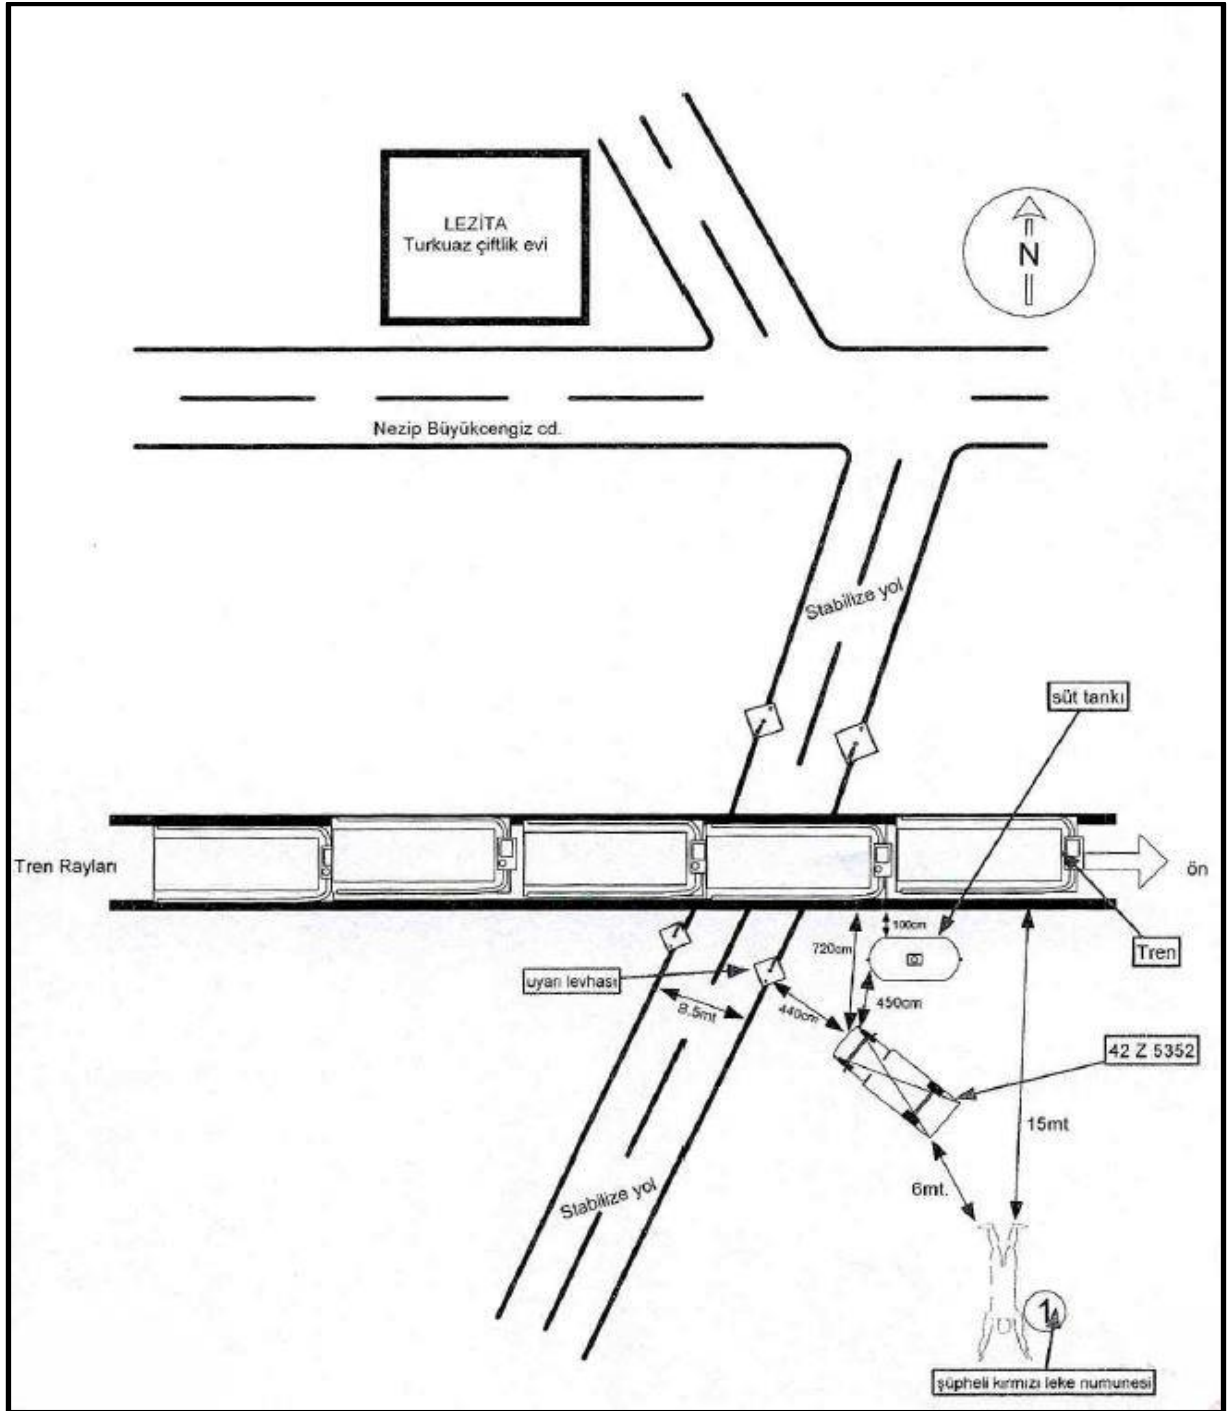 LEZİTA
Turkuaz çiftlik evi
N
Nezip Büyükcengiz cd.
Stabilize yol
süt tankı
Tren Rayları
ön
100cm
720cm
Tren
uyarı levhası
8.5mt
440cm
450cm
42 Z 5352
15mt
6mt.
Stabilize yol
1
şüpheli kırmızı leke numunesi